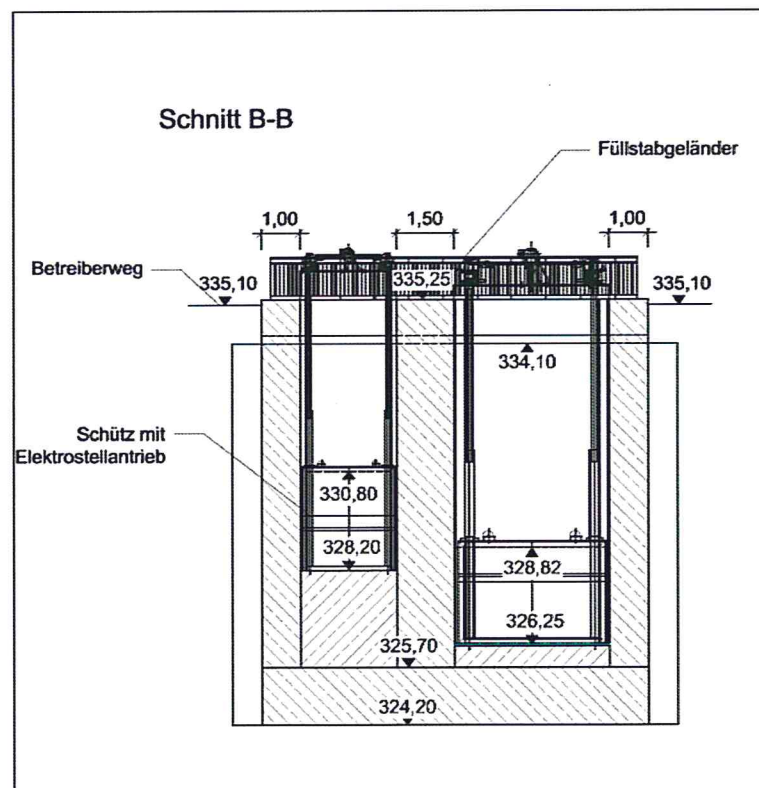 Schnitt B-B
Füllstabgeländer
1,00
1,50
1,00
Betreiberweg
335,10
335,25
335,10
334,10
Schütz mit
Elektrostellantrieb
330,80
328,20
328,82
326,25
325,70
324,20